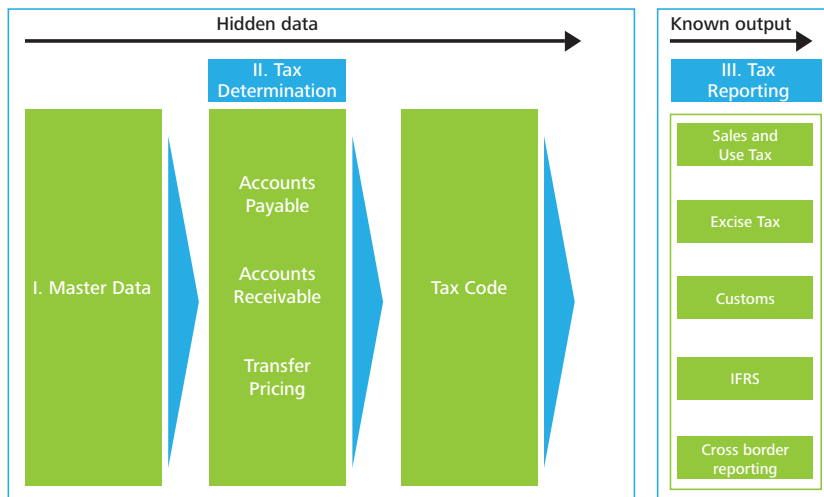 Hidden data
Known output
II. Tax
Determination
III. Tax
Reporting
I. Master Data
Accounts
Payable
Accounts
Receivable
Transfer
Pricing
Tax Code
Sales and
Use Tax
Excise Tax
Customs
IFRS
Cross border
reporting